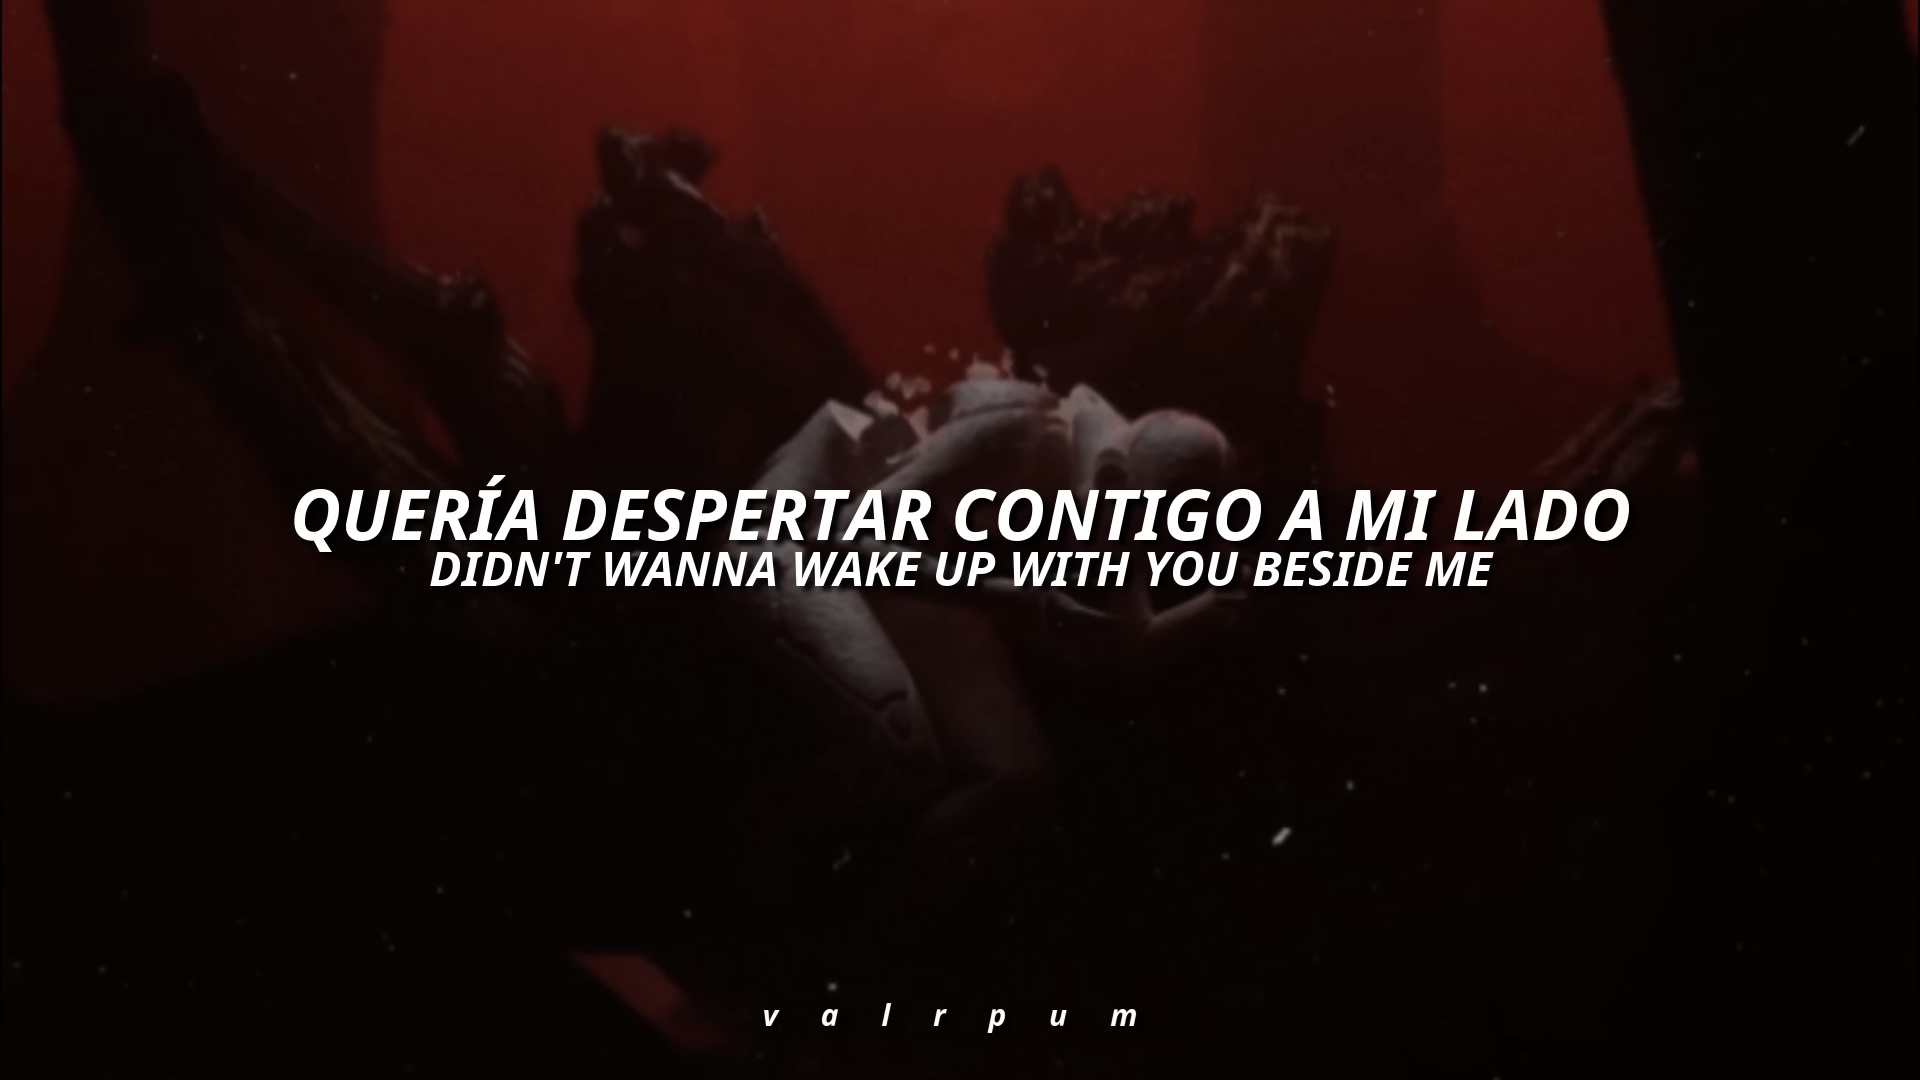 QUERÍA DESPERTAR CONTIGO A MI LADO
DIDN'T WANNA WAKE UP WITH YOU BESIDE ME
v a l r p u m